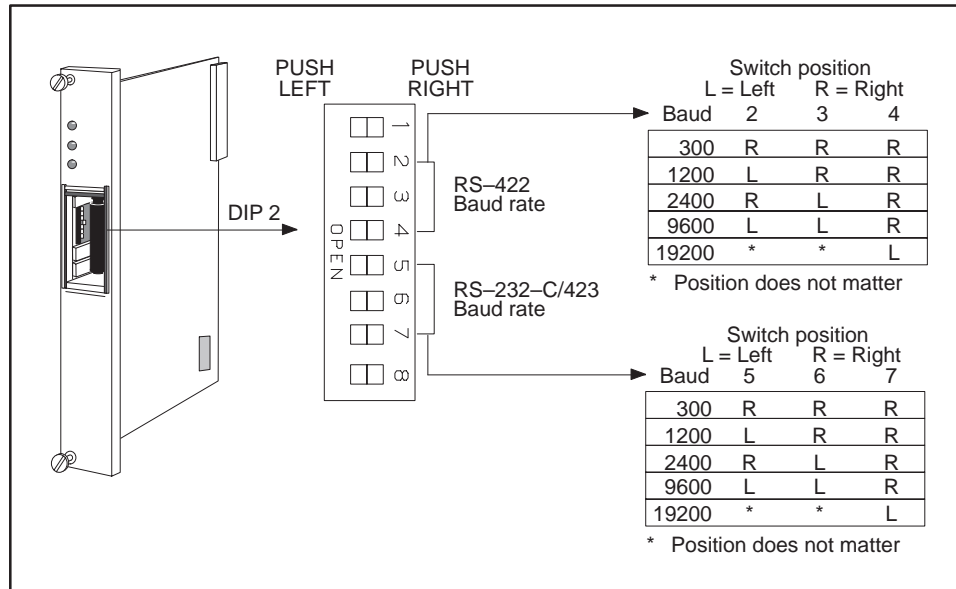 PUSH LEFT
PUSH RIGHT
1
2
3
4
5
6
7
8
OPEN
DIP 2
RS–422
Baud rate
RS–232–C/423
Baud rate
Switch position
L = Left R = Right
Baud 2 3 4
300 R R R
1200 L R R
2400 R L R
9600 L L R
19200 * * L
* Position does not matter
Switch position
L = Left R = Right
Baud 5 6 7
300 R R R
1200 L R R
2400 R L R
9600 L L R
19200 * * L
* Position does not matter